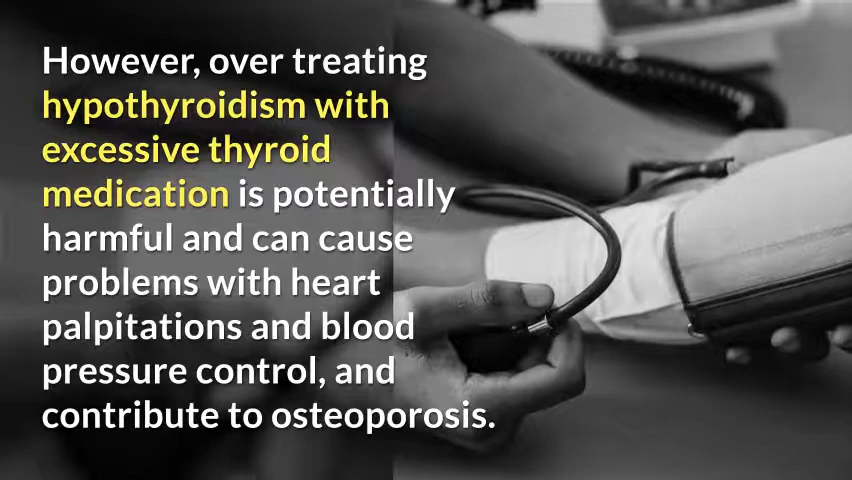 However, over treating
hypothyroidism with
excessive thyroid
medication is potentially
harmful and can cause
problems with heart
palpitations and blood
pressure control, and
contribute to osteoporosis.